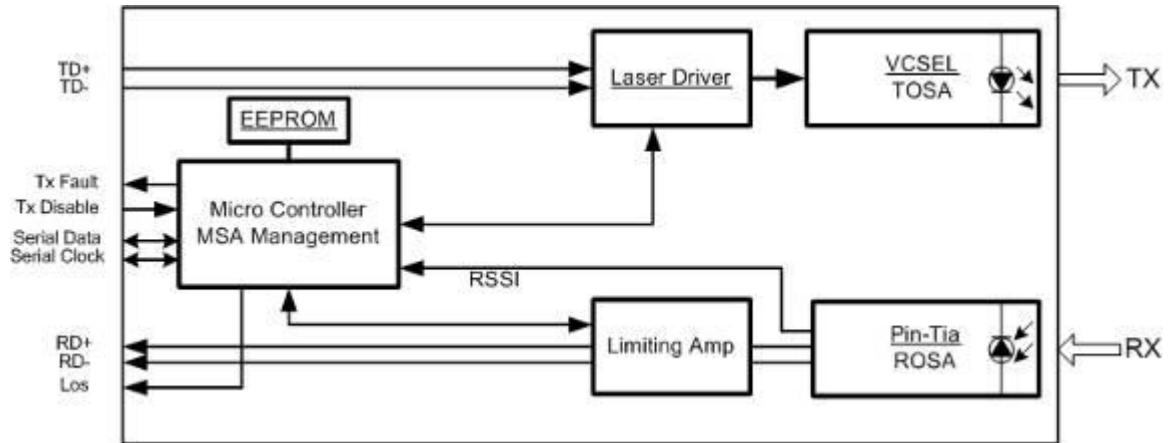 TD+
TD-
Laser Driver
VCSEL
TOSA
TX
EEPROM
Tx Fault
Tx Disable
Serial Data
Serial Clock
Micro Controller
MSA Management
RSSI
RD+
RD-
Los
Limiting Amp
Pin-Tia
ROSA
RX